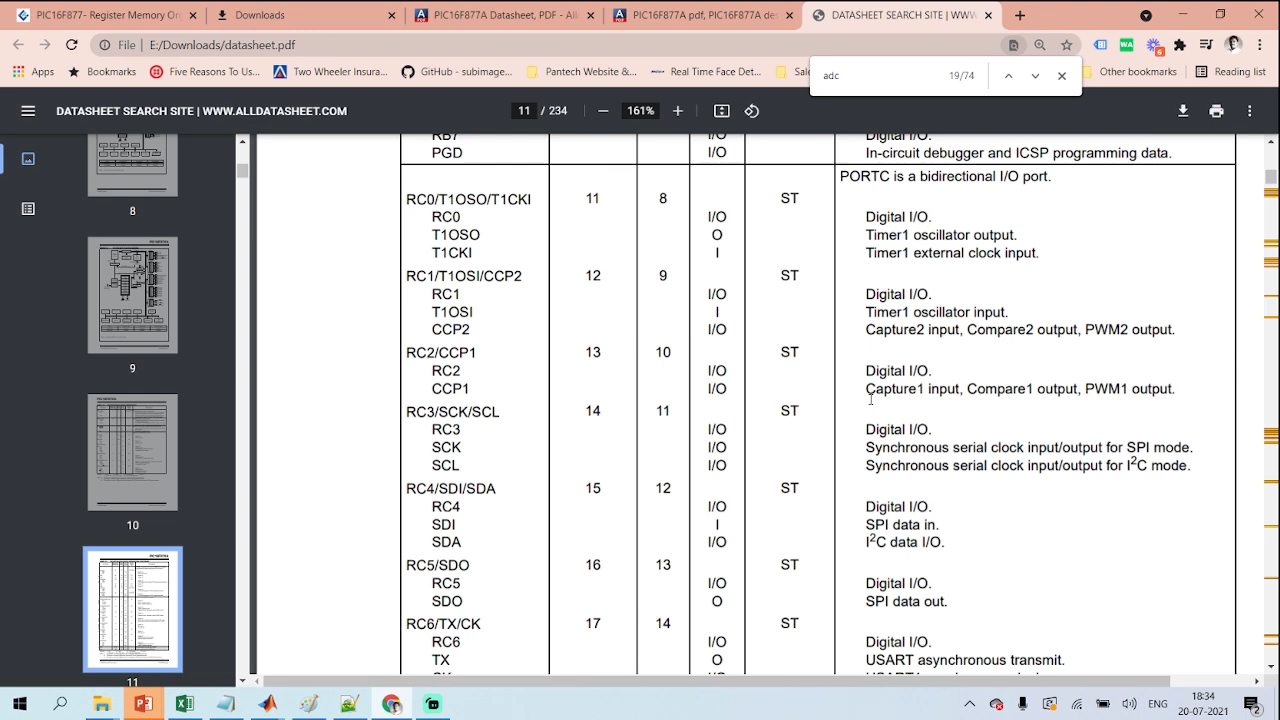 PIC16F877- Register Memory Or
Downloads
PIC16F877A Datasheet, PDF - All
PIC16F877A pdf, PIC16F877A des
DATASHEET SEARCH SITE | WWW
File
E:/Downloads/datasheet.pdf
Apps
Bookmarks
Five Reasons To Us...
Two Wheeler Insur...
GitHub - subimage...
Pantech Website &...
Real Time Face Det...
Sale
Other bookmarks
Reading list
adc
19/74
DATASHEET SEARCH SITE | WWW.ALLDATASHEET.COM
11 / 234
161%
RB7 I/O Digital I/O.
PGD I/O In-circuit debugger and ICSP programming data.
PORTC is a bidirectional I/O port.
RC0/T1OSO/T1CKI 11 8 ST
RC0 I/O Digital I/O.
T1OSO O Timer1 oscillator output.
T1CKI I Timer1 external clock input.
RC1/T1OSI/CCP2 12 9 ST
RC1 I/O Digital I/O.
T1OSI I Timer1 oscillator input.
CCP2 I/O Capture2 input, Compare2 output, PWM2 output.
RC2/CCP1 13 10 ST
RC2 I/O Digital I/O.
CCP1 I/O Capture1 input, Compare1 output, PWM1 output.
RC3/SCK/SCL 14 11 ST
RC3 I/O Digital I/O.
SCK I/O Synchronous serial clock input/output for SPI mode.
SCL I/O Synchronous serial clock input/output for I²C mode.
RC4/SDI/SDA 15 12 ST
RC4 I/O Digital I/O.
SDI I SPI data in.
SDA I/O I²C data I/O.
RC5/SDO 16 13 ST
RC5 I/O Digital I/O.
SDO O SPI data out.
RC6/TX/CK 17 14 ST
RC6 I/O Digital I/O.
TX O USART asynchronous transmit.
8
9
10
11
ENG
18:34
20-07-2021